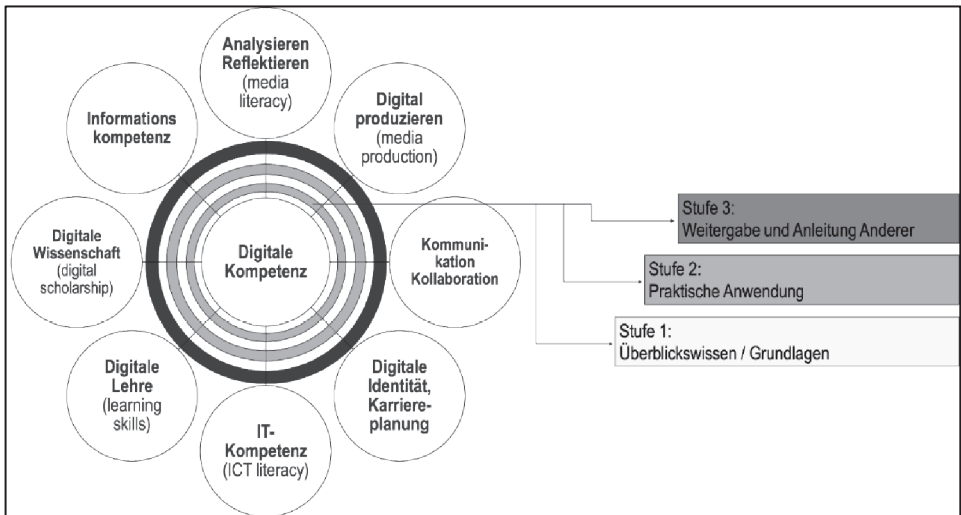 Analysieren
Reflektieren
(media
literacy)
Digital
produzieren
(media
production)
Informations
kompetenz
Digitale
Wissenschaft
(digital
scholarship)
Digitale
Kompetenz
Kommuni-
kation
Kollaboration
Digitale
Lehre
(learning
skills)
IT-
Kompetenz
(ICT literacy)
Digitale
Identität,
Karriere-
planung
Stufe 3:
Weitergabe und Anleitung Anderer
Stufe 2:
Praktische Anwendung
Stufe 1:
Überblickswissen / Grundlagen